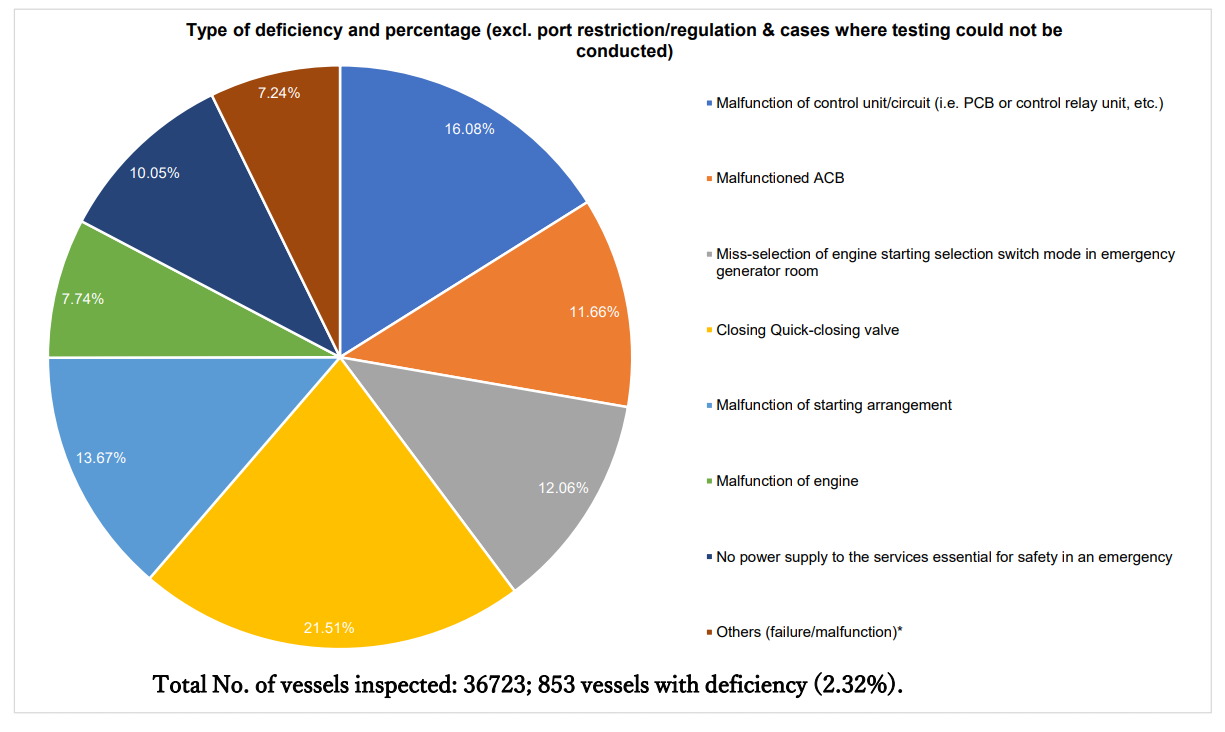 Type of deficiency and percentage (excl. port restriction/regulation & cases where testing could not be
conducted)
7.24%
16.08%
10.05%
11.66%
7.74%
13.67%
12.06%
21.51%
Malfunction of control unit/circuit (i.e. PCB or control relay unit, etc.)
Malfunctioned ACB
Miss-selection of engine starting selection switch mode in emergency
generator room
Closing Quick-closing valve
Malfunction of starting arrangement
Malfunction of engine
No power supply to the services essential for safety in an emergency
Others (failure/malfunction)*
Total No. of vessels inspected: 36723; 853 vessels with deficiency (2.32%).